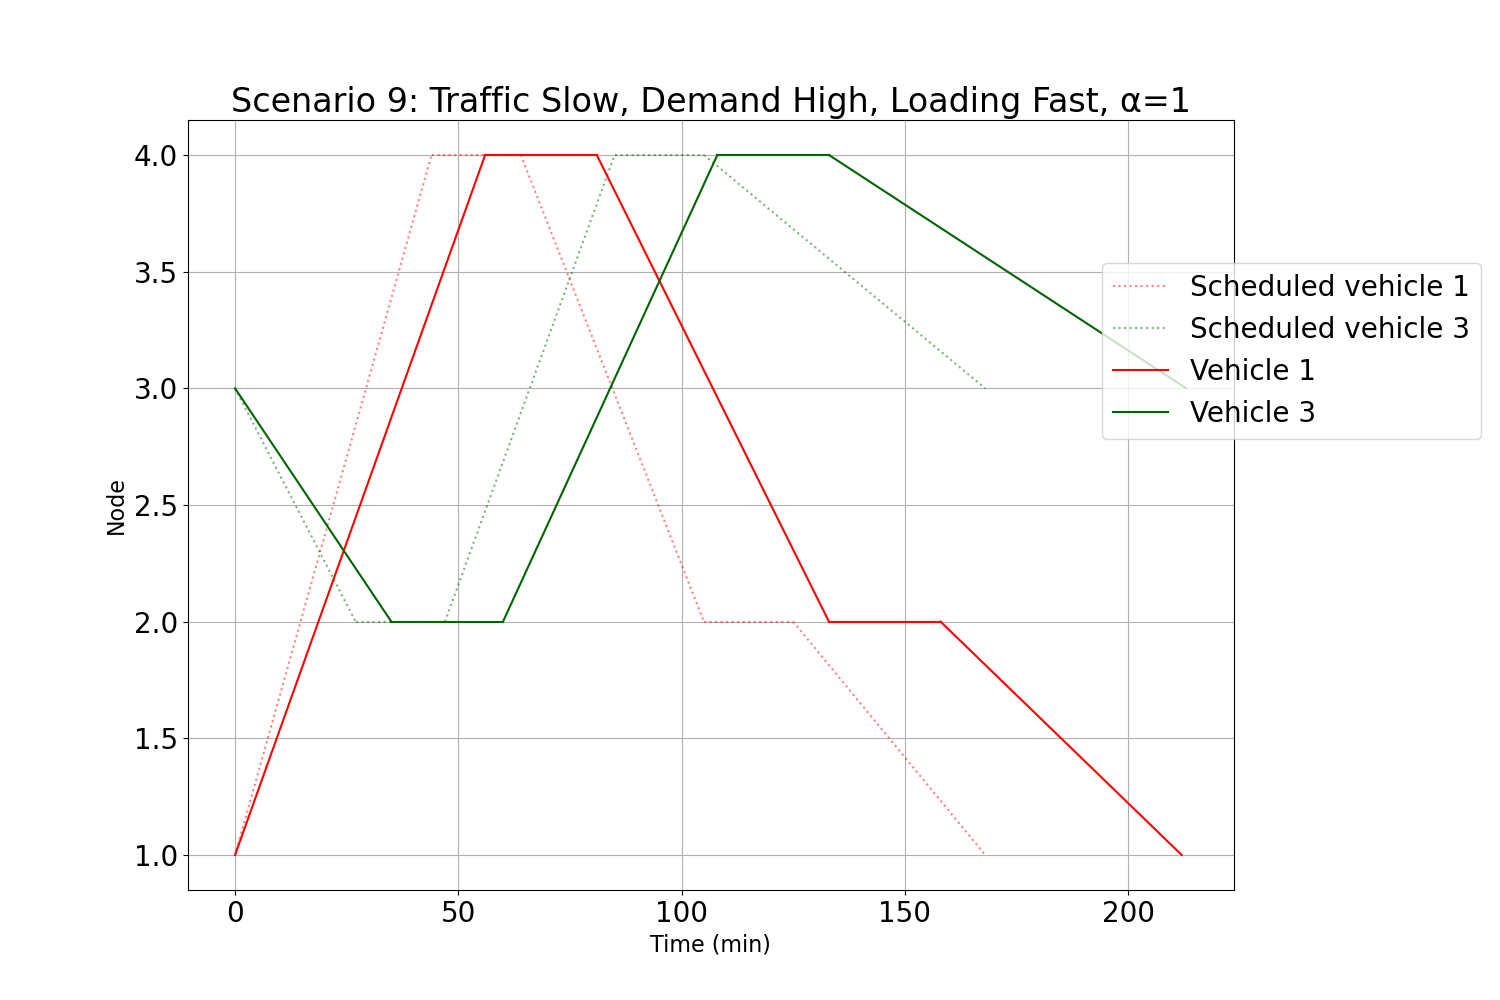 Scenario 9: Traffic Slow, Demand High, Loading Fast, α=1
4.0
3.5
3.0
2.5
2.0
1.5
1.0
Node
0 50 100 150 200
Time (min)
Scheduled vehicle 1
Scheduled vehicle 3
Vehicle 1
Vehicle 3